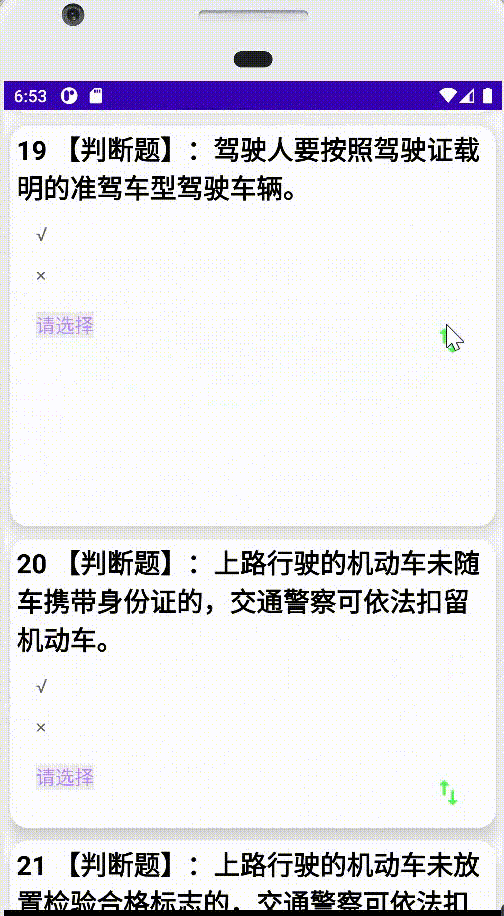 6:53
19 【判断题】：驾驶人要按照驾驶证载
明的准驾车型驾驶车辆。
√
×
请选择
20 【判断题】：上路行驶的机动车未随
车携带身份证的，交通警察可依法扣留
机动车。
√
×
请选择
21 【判断题】：上路行驶的机动车未放
置检验合格标志的，交通警察可依法扣